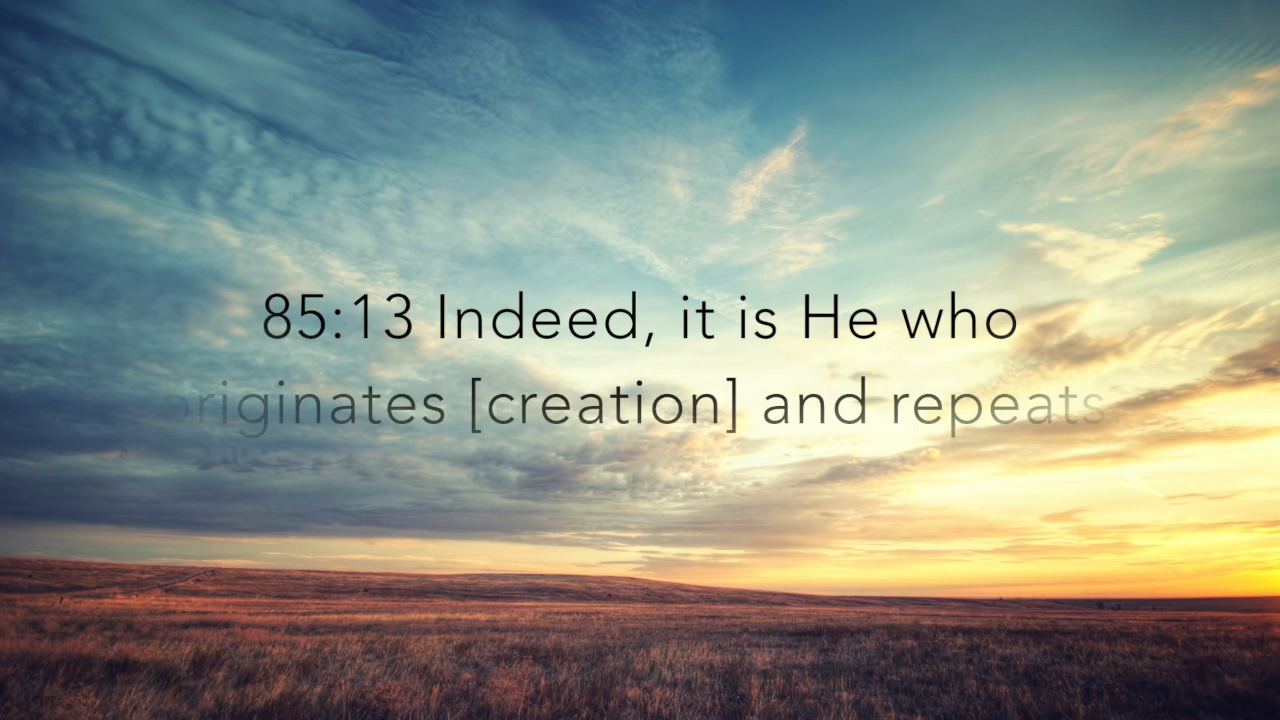 85:13 Indeed, it is He who
originates [creation] and repeats